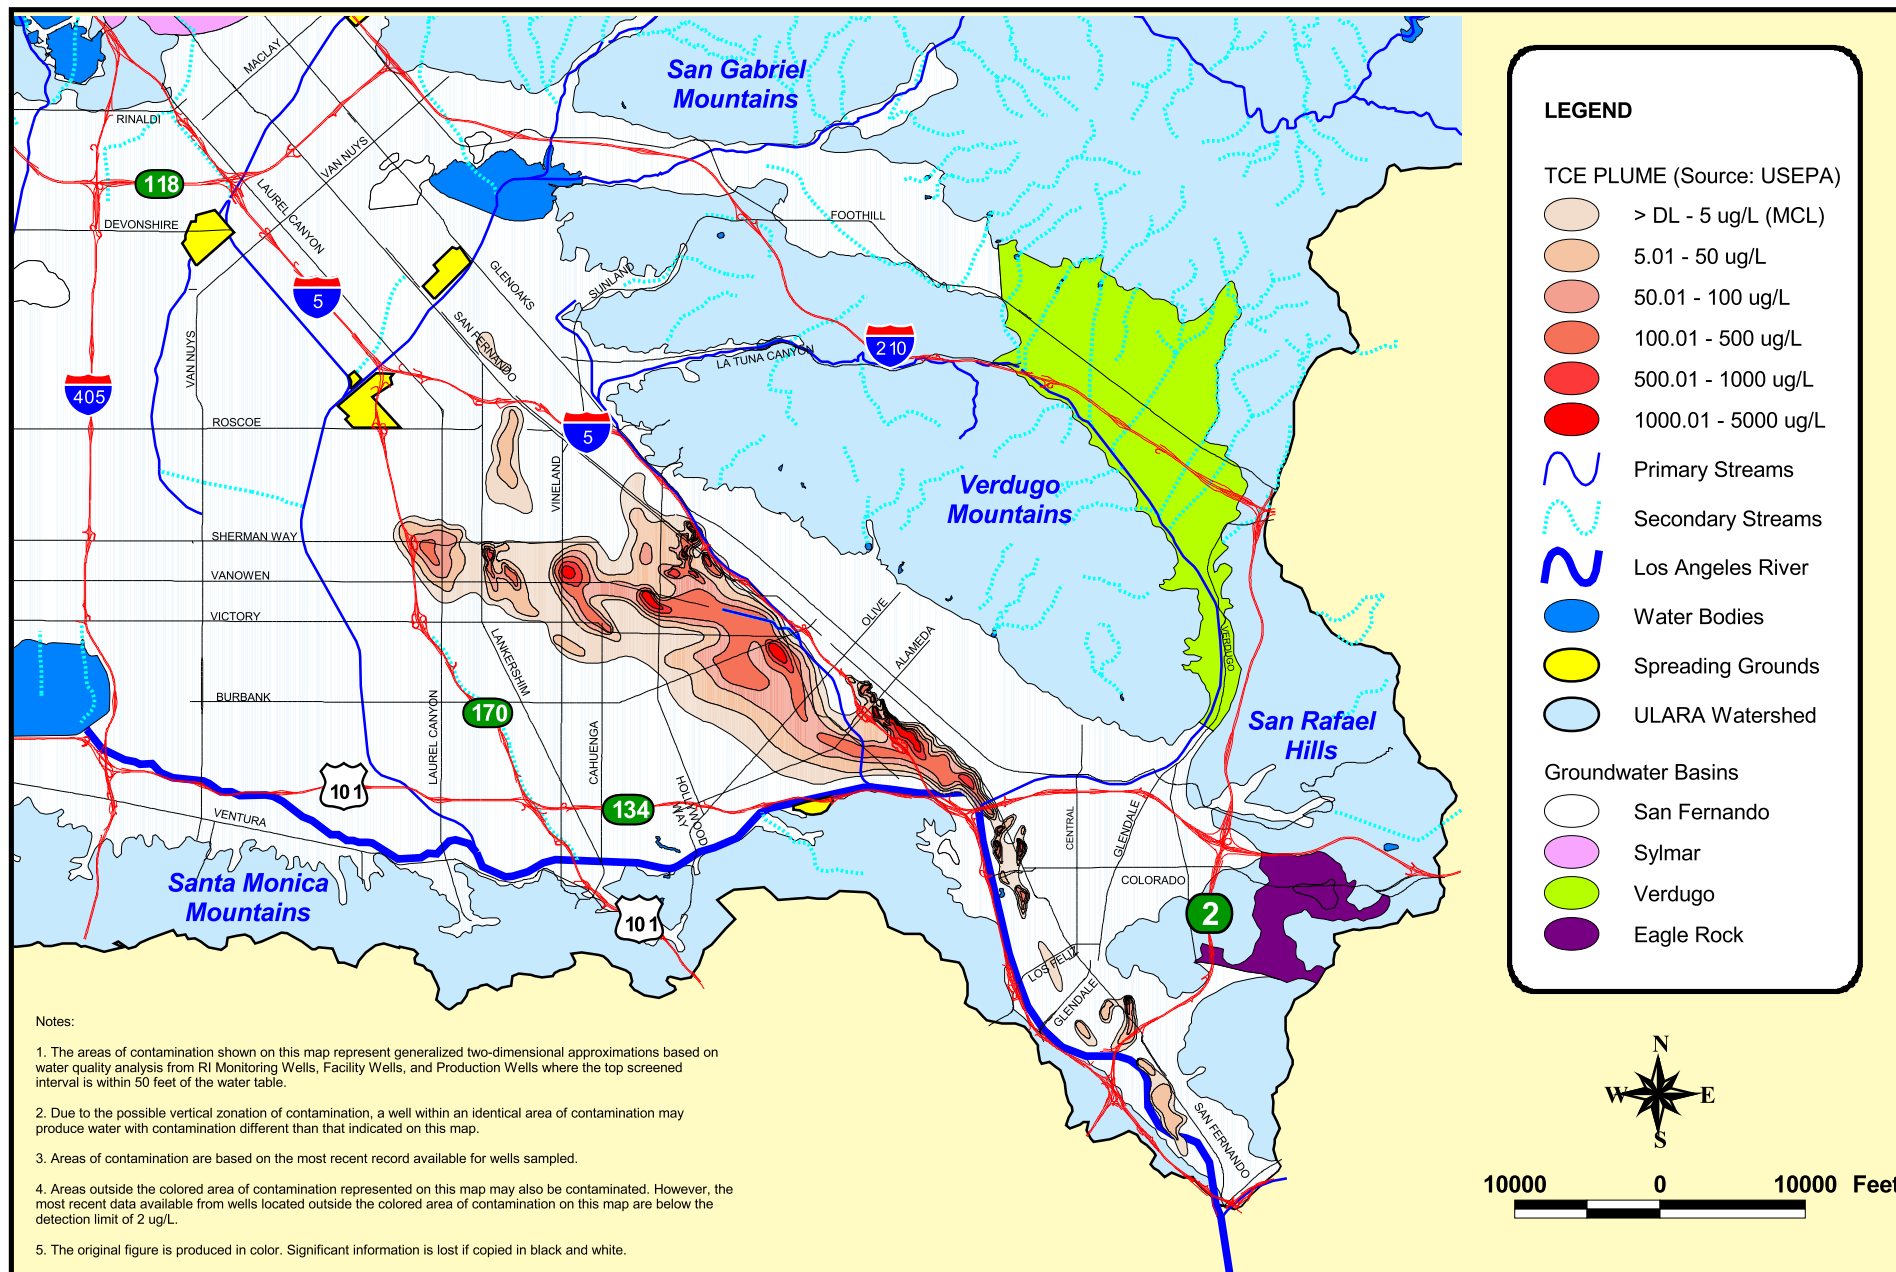 San Gabriel
Mountains
MACLAY
RINALDI
VAN NUYS
118
LAUREL CANYON
DEVONSHIRE
FOOTHILL
GLENOAKS
SUNLAND
5
SAN FERNANDO
VAN NUYS
210
LA TUNA CANYON
405
ROSCOE
5
VINELAND
Verdugo
Mountains
SHERMAN WAY
VANOWEN
VICTORY
OLIVE
ALAMEDA
LANKERSHIM
VERDUGO
BURBANK
170
LAUREL CANYON
CAHUENGA
San Rafael
Hills
101
134
HOLLYWOOD
WAY
VENTURA
CENTRAL
GLENDALE
COLORADO
Santa Monica
Mountains
101
2
LOS FELIZ
GLENDALE
SAN FERNANDO
Notes:
1. The areas of contamination shown on this map represent generalized two-dimensional approximations based on
water quality analysis from RI Monitoring Wells, Facility Wells, and Production Wells where the top screened
interval is within 50 feet of the water table.
2. Due to the possible vertical zonation of contamination, a well within an identical area of contamination may
produce water with contamination different than that indicated on this map.
3. Areas of contamination are based on the most recent record available for wells sampled.
4. Areas outside the colored area of contamination represented on this map may also be contaminated. However, the
most recent data available from wells located outside the colored area of contamination on this map are below the
detection limit of 2 ug/L.
5. The original figure is produced in color. Significant information is lost if copied in black and white.
LEGEND
TCE PLUME (Source: USEPA)
> DL - 5 ug/L (MCL)
5.01 - 50 ug/L
50.01 - 100 ug/L
100.01 - 500 ug/L
500.01 - 1000 ug/L
1000.01 - 5000 ug/L
Primary Streams
Secondary Streams
Los Angeles River
Water Bodies
Spreading Grounds
ULARA Watershed
Groundwater Basins
San Fernando
Sylmar
Verdugo
Eagle Rock
N
W E
S
10000 0 10000 Feet